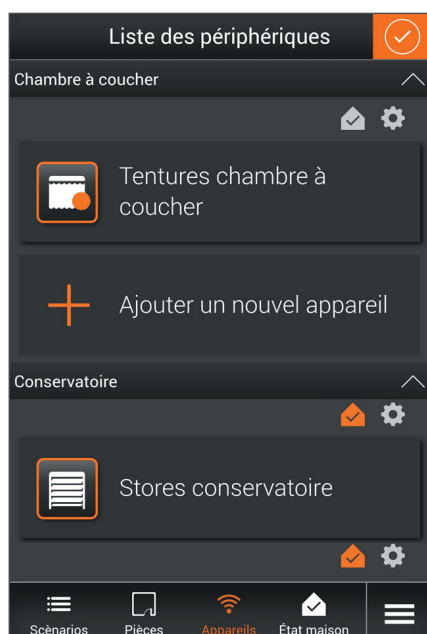 Liste des périphériques
Chambre à coucher
Tentures chambre à
coucher
Ajouter un nouvel appareil
Conservatoire
Stores conservatoire
Scènarios Pièces Appareils État maison